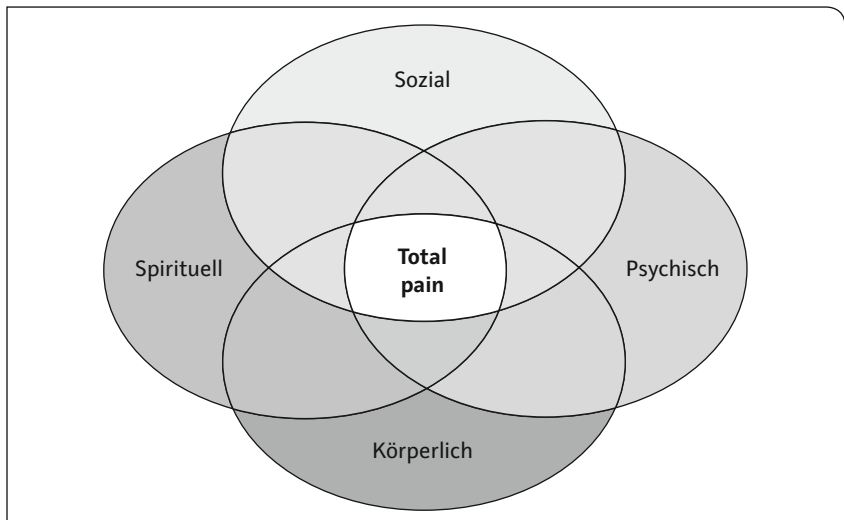 Sozial
Spirituell
Total
pain
Psychisch
Körperlich